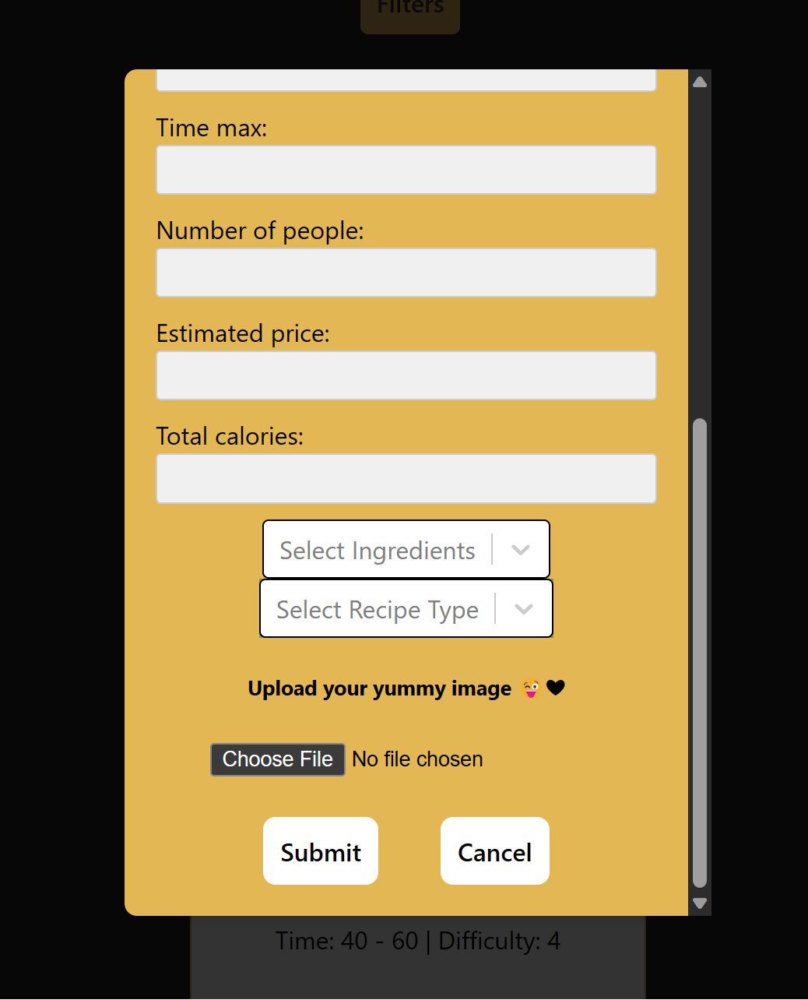 Filters
Time max:
Number of people:
Estimated price:
Total calories:
Select Ingredients
Select Recipe Type
Upload your yummy image 😜🖤
Choose File No file chosen
Submit Cancel
Time: 40 - 60 | Difficulty: 4